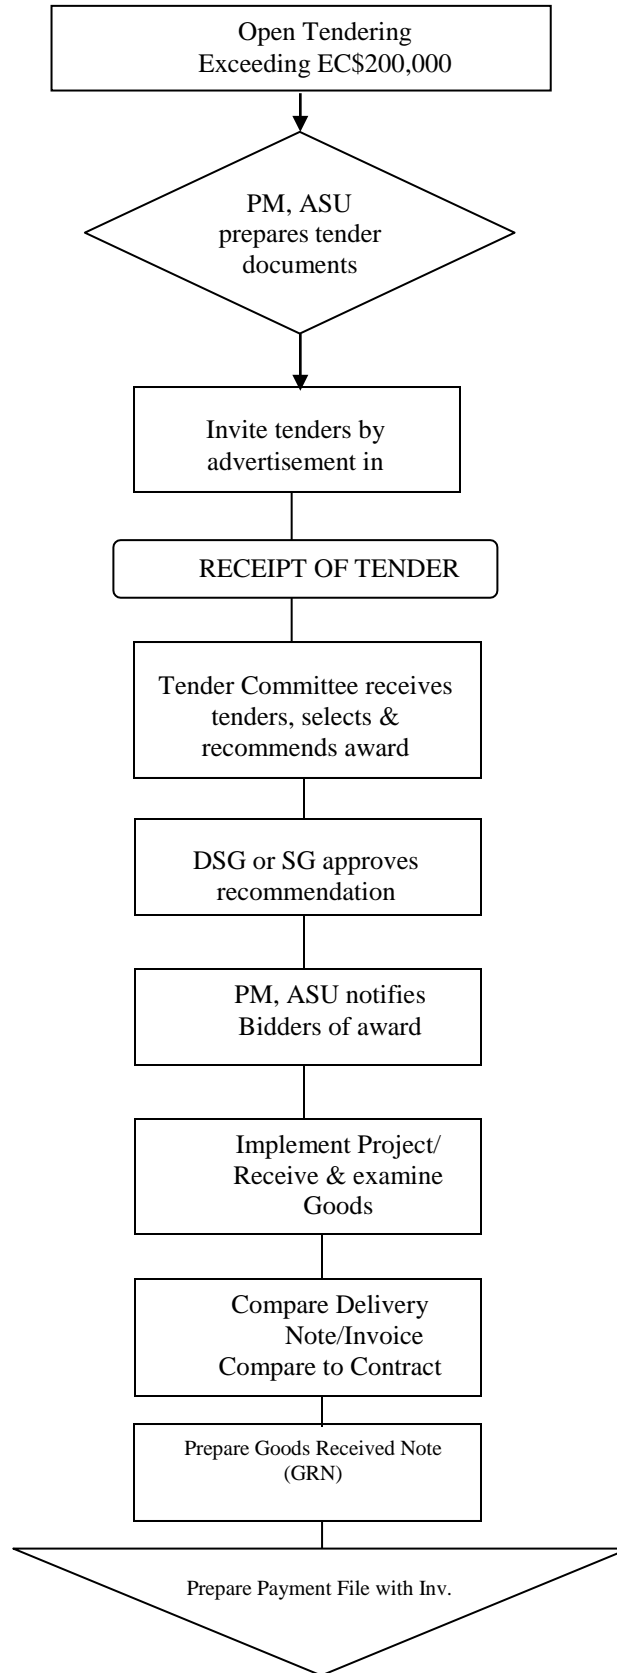 Open Tendering
Exceeding EC$200,000
PM, ASU
prepares tender
documents
Invite tenders by
advertisement in
RECEIPT OF TENDER
Tender Committee receives
tenders, selects &
recommends award
DSG or SG approves
recommendation
PM, ASU notifies
Bidders of award
Implement Project/
Receive & examine
Goods
Compare Delivery
Note/Invoice
Compare to Contract
Prepare Goods Received Note
(GRN)
Prepare Payment File with Inv.